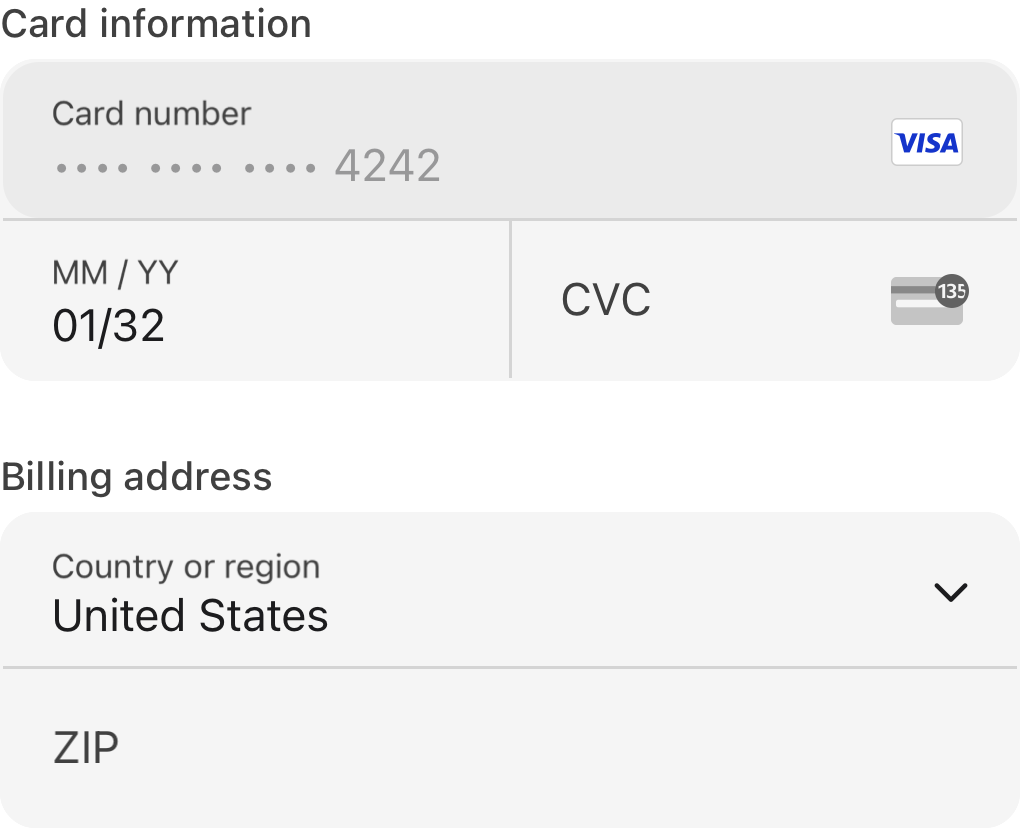 Card information
Card number
•••• •••• •••• 4242
VISA
MM / YY
01/32
CVC
135
Billing address
Country or region
United States
ZIP